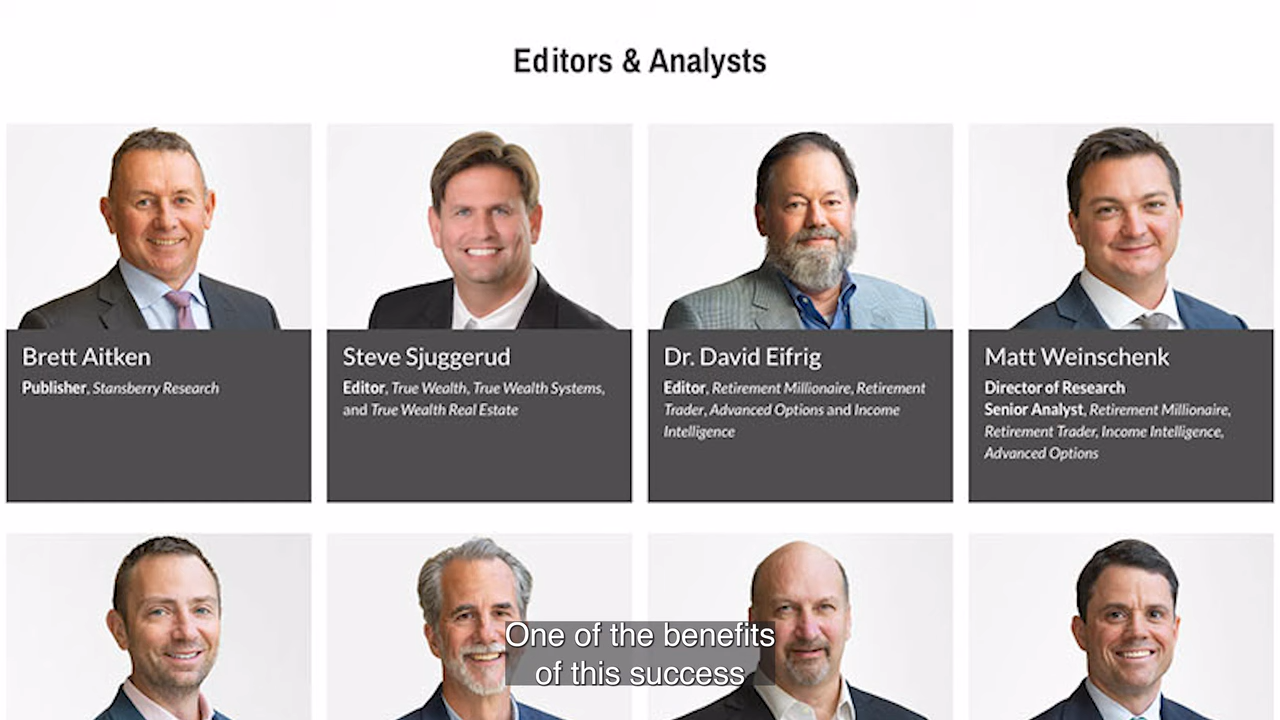 Editors & Analysts
Brett Aitken
Publisher, Stansberry Research
Steve Sjuggerud
Editor, True Wealth, True Wealth Systems,
and True Wealth Real Estate
Dr. David Eifrig
Editor, Retirement Millionaire, Retirement
Trader, Advanced Options and Income
Intelligence
Matt Weinschenk
Director of Research
Senior Analyst, Retirement Millionaire,
Retirement Trader, Income Intelligence,
Advanced Options
One of the benefits
of this success